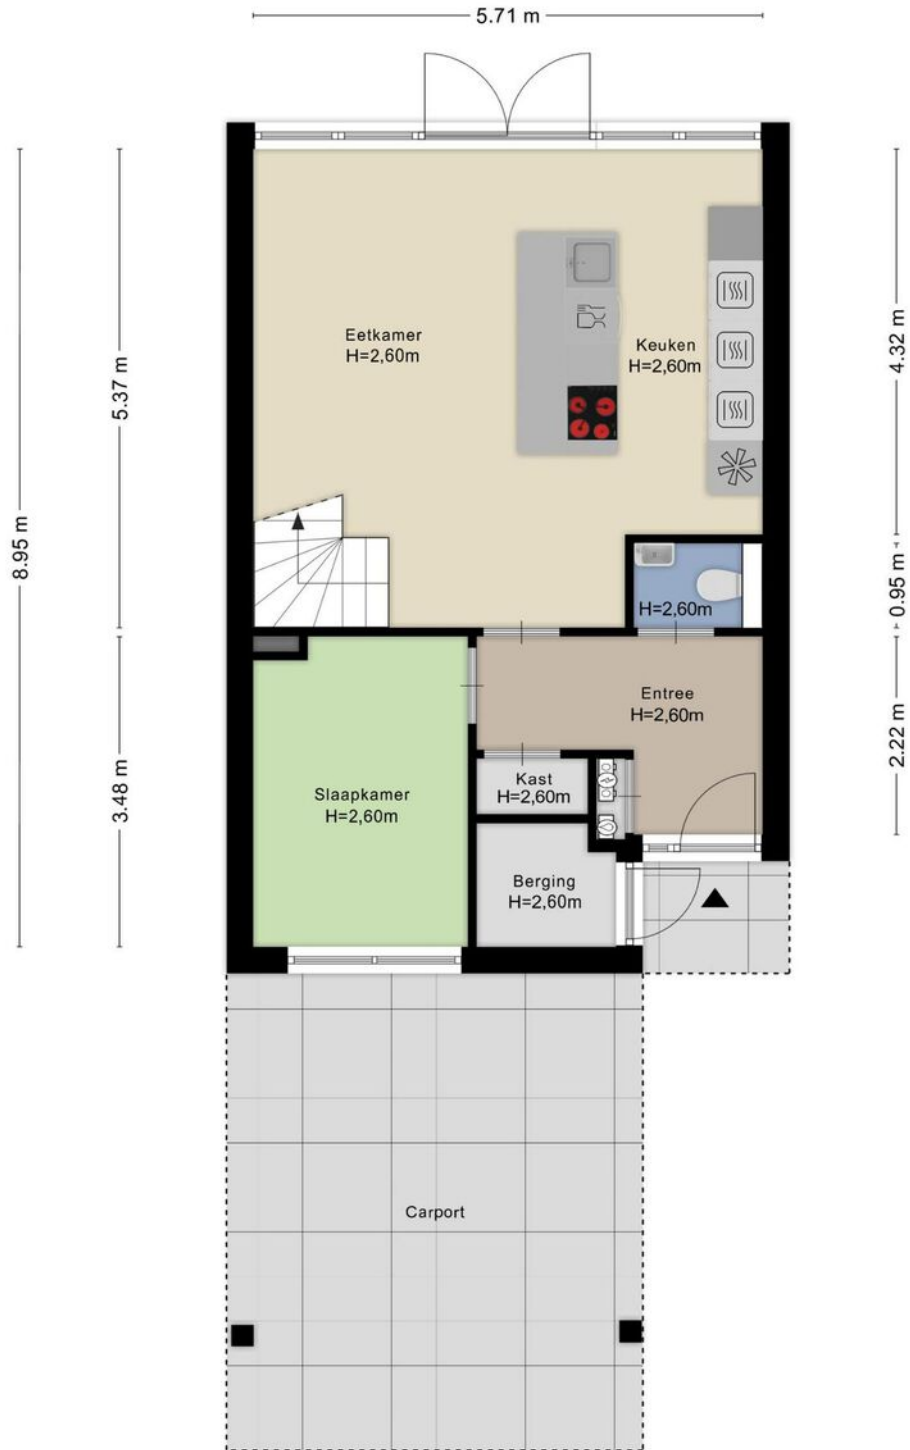 5.71 m
Eetkamer
H=2,60m
Keuken
H=2,60m
4.32 m
5.37 m
8.95 m
0.95 m
H=2,60m
Entree
H=2,60m
2.22 m
Kast
H=2,60m
Slaapkamer
H=2,60m
3.48 m
Berging
H=2,60m
Carport